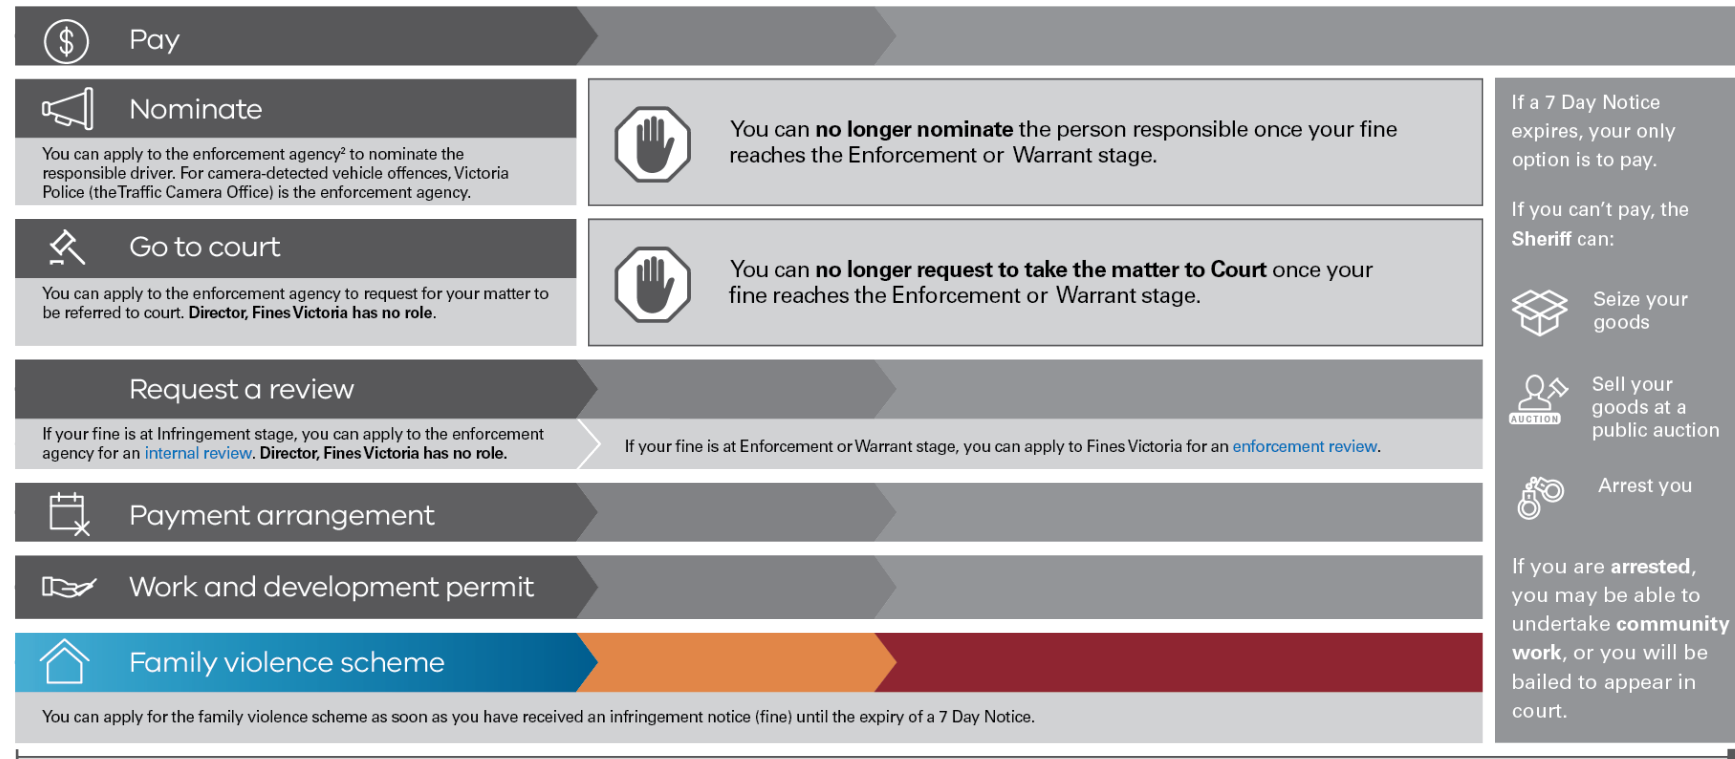 Pay
Nominate
You can apply to the enforcement agency² to nominate the
responsible driver. For camera-detected vehicle offences, Victoria
Police (the Traffic Camera Office) is the enforcement agency.
You can no longer nominate the person responsible once your fine
reaches the Enforcement or Warrant stage.
Go to court
You can apply to the enforcement agency to request for your matter to
be referred to court. Director, Fines Victoria has no role.
You can no longer request to take the matter to Court once your
fine reaches the Enforcement or Warrant stage.
Request a review
If your fine is at Infringement stage, you can apply to the enforcement
agency for an internal review. Director, Fines Victoria has no role.
If your fine is at Enforcement or Warrant stage, you can apply to Fines Victoria for an enforcement review.
Payment arrangement
Work and development permit
Family violence scheme
You can apply for the family violence scheme as soon as you have received an infringement notice (fine) until the expiry of a 7 Day Notice.
If a 7 Day Notice
expires, your only
option is to pay.
If you can't pay, the
Sheriff can:
Seize your
goods
AUCTION
Sell your
goods at a
public auction
Arrest you
If you are arrested,
you may be able to
undertake community
work, or you will be
bailed to appear in
court.